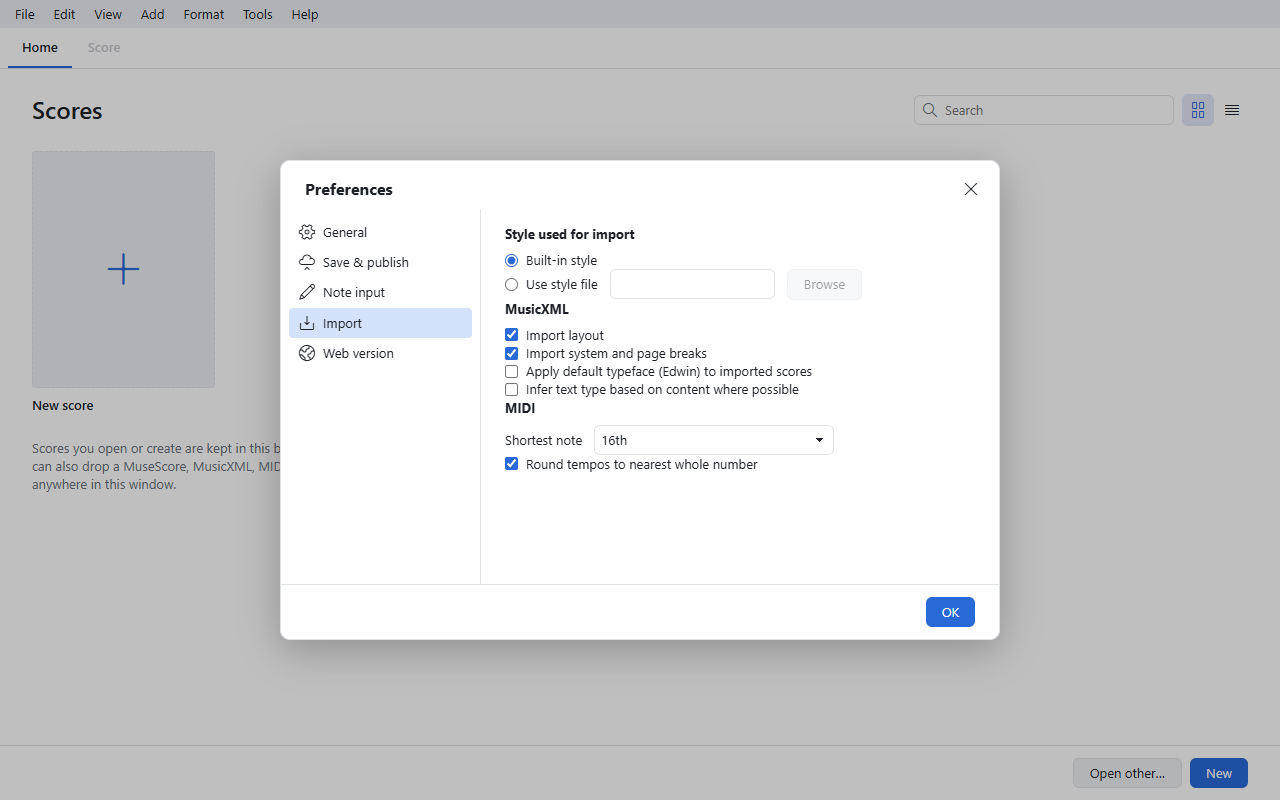 File Edit View Add Format Tools Help
Home Score
Scores
Search
New score
Scores you open or create are kept in this
can also drop a MuseScore, MusicXML,
anywhere in this window.
Preferences
General
Save & publish
Note input
Import
Web version
Style used for import
Built-in style
Use style file Browse
MusicXML
Import layout
Import system and page breaks
Apply default typeface (Edwin) to imported scores
Infer text type based on content where possible
MIDI
Shortest note 16th
Round tempos to nearest whole number
OK
Open other... New